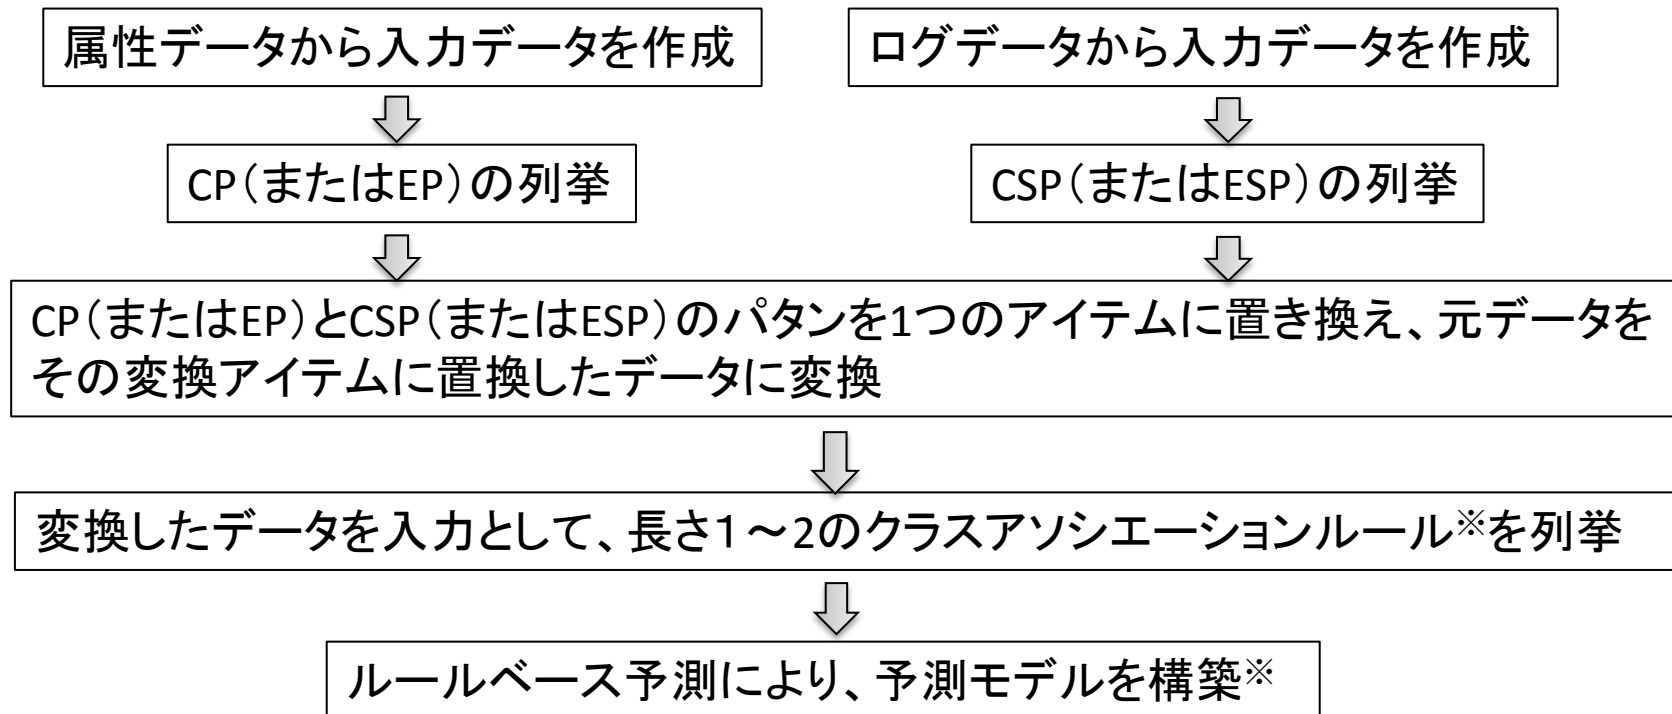 属性データから入力データを作成
ログデータから入力データを作成
CP(またはEP)の列挙
CSP(またはESP)の列挙
CP(またはEP)とCSP(またはESP)のパタンを1つのアイテムに置き換え、元データを
その変換アイテムに置換したデータに変換
変換したデータを入力として、長さ1～2のクラスアソシエーションルール※を列挙
ルールベース予測により、予測モデルを構築※